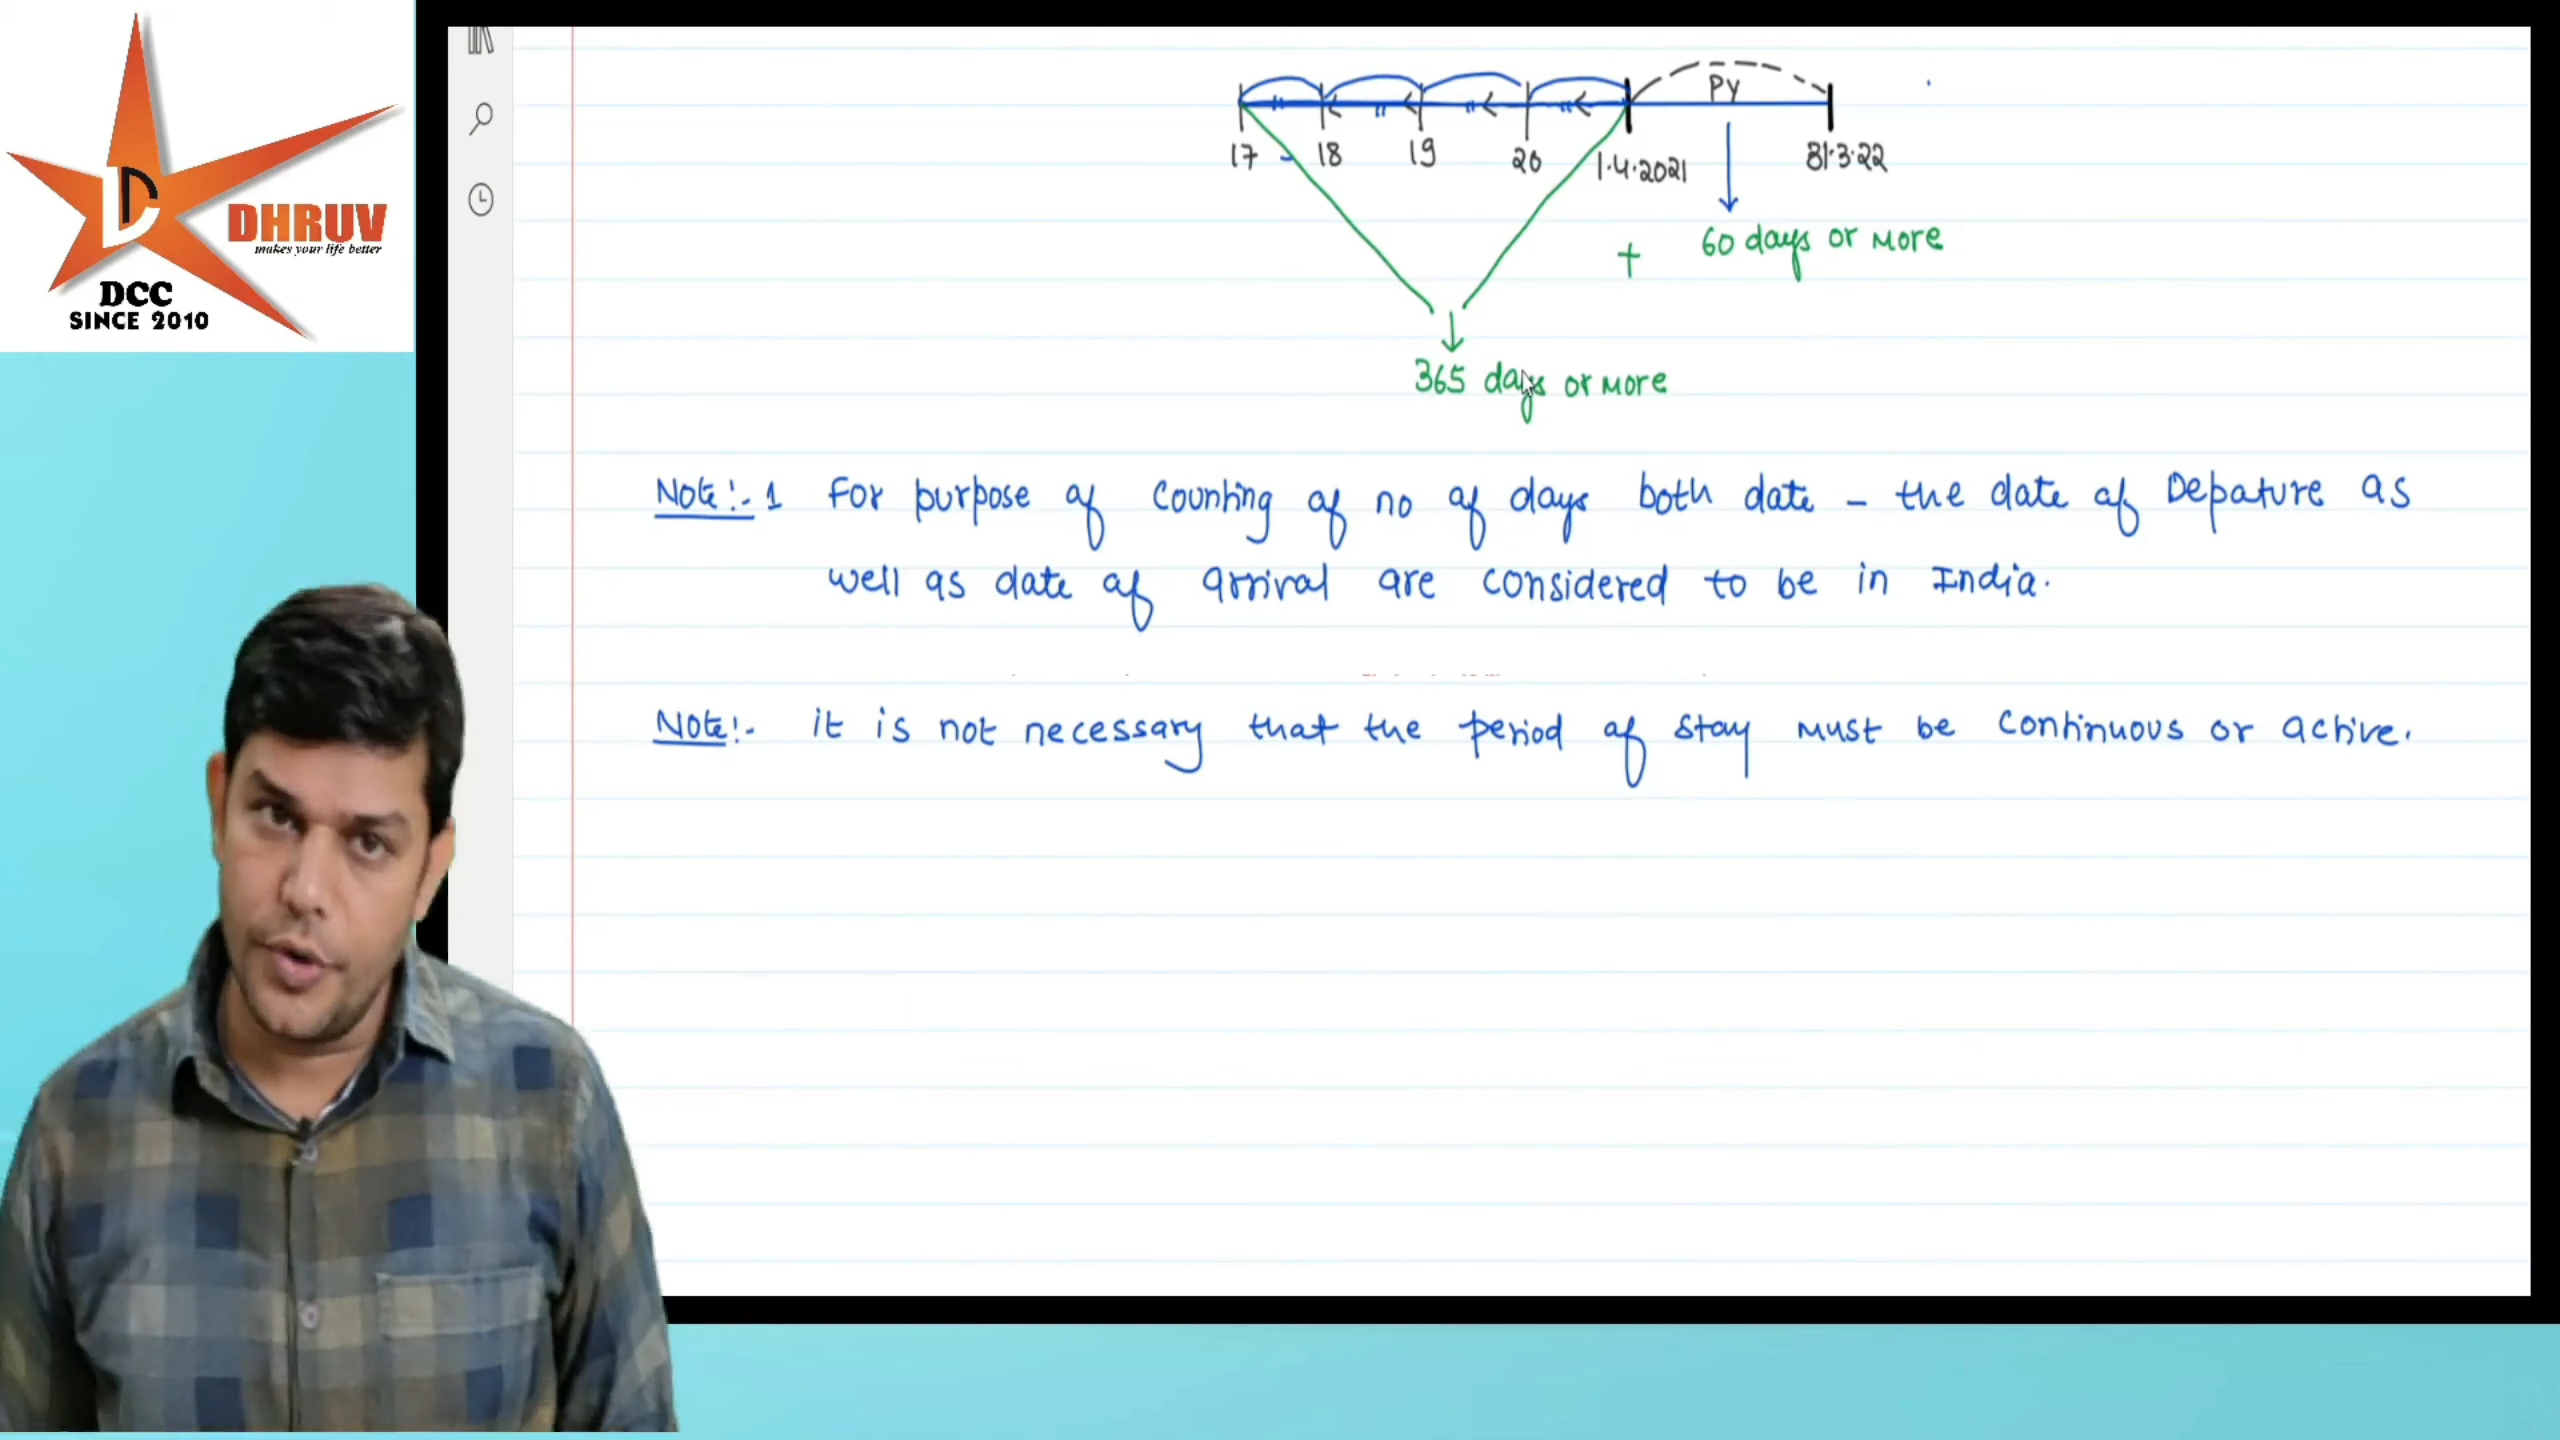 DC
DHRUV
makes your life better
DCC
SINCE 2010
PY
17 18 19 20 1.4.2021 31.3.22
+ 60 days or more
365 days or more
Note:- 1 For purpose of counting of no of days both date - the date of Depature as
well as date of arrival are considered to be in India.
Note:- it is not necessary that the period of stay must be continuous or active.